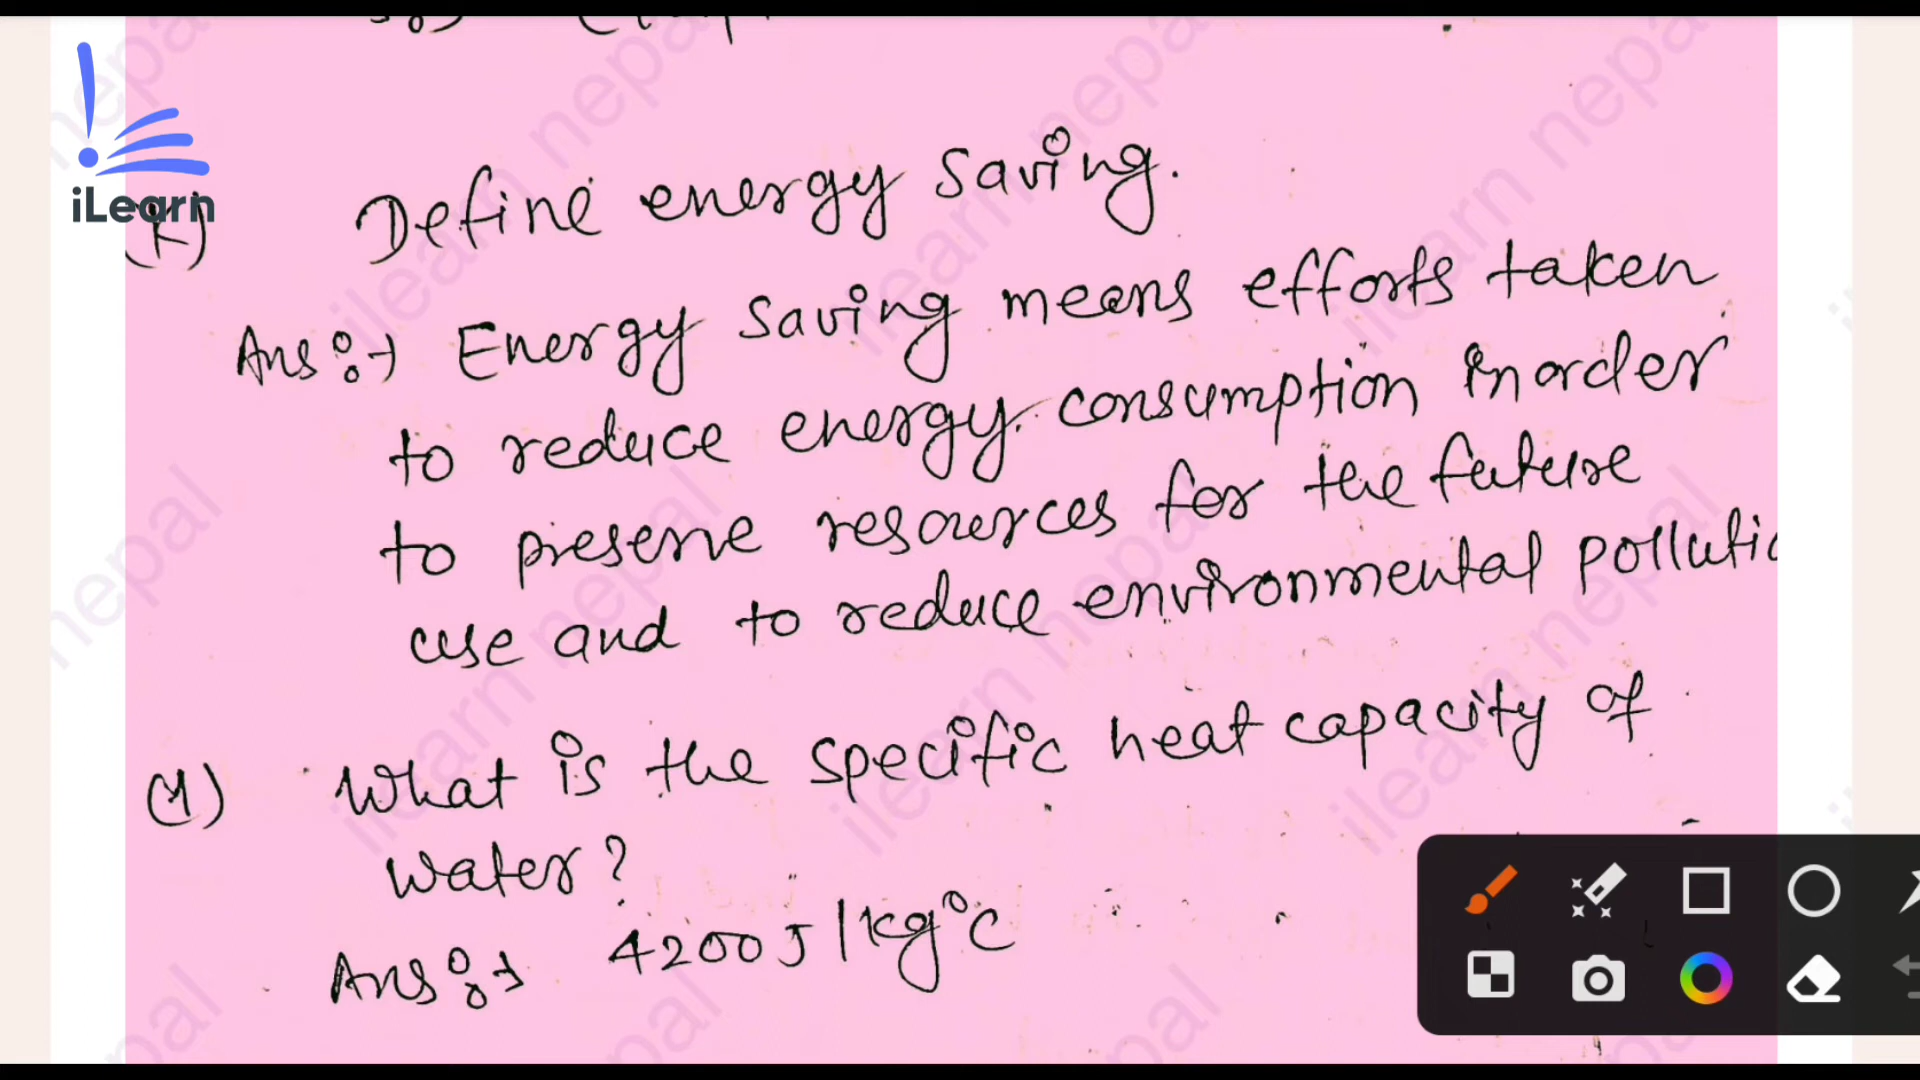 iLearn
(K) Define energy saving.
Ans :→ Energy saving means efforts taken
to reduce energy consumption inorder
to preserve resources for the future
use and to reduce environmental pollutio
What is the specific heat capacity of
water?
Ans :→ 4200 J/kg°C
ilearn nepal